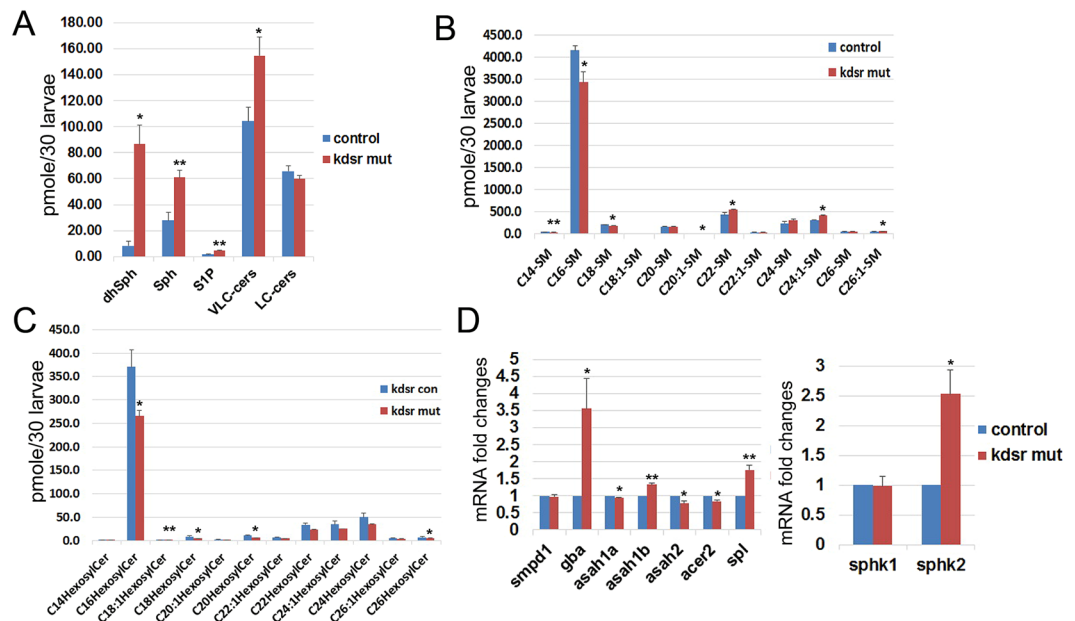 A
pmole/30 larvae
180.00
160.00
140.00
120.00
100.00
80.00
60.00
40.00
20.00
0.00
*
**
**
*
dhSph
Sph
S1P
VLC-cers
LC-cers
control
kdsr mut
B
pmole/30 larvae
4500.0
4000.0
3500.0
3000.0
2500.0
2000.0
1500.0
1000.0
500.0
0.0
**
*
*
*
*
*
*
C14-SM
C16-SM
C18-SM
C18:1-SM
C20-SM
C20:1-SM
C22-SM
C22:1-SM
C24-SM
C24:1-SM
C26-SM
C26:1-SM
control
kdsr mut
C
pmole/30 larvae
450.0
400.0
350.0
300.0
250.0
200.0
150.0
100.0
50.0
0.0
*
**
*
*
*
C14HexosylCer
C16HexosylCer
C18:1HexosylCer
C18HexosylCer
C20:1HexosylCer
C20HexosylCer
C22:1HexosylCer
C22HexosylCer
C24:1HexosylCer
C24HexosylCer
C26:1HexosylCer
C26HexosylCer
kdsr con
kdsr mut
D
mRNA fold changes
5
4.5
4
3.5
3
2.5
2
1.5
1
0.5
0
*
*
**
*
*
**
smpd1
gba
asah1a
asah1b
asah2
acer2
spl
mRNA fold changes
3
2.5
2
1.5
1
0.5
0
*
sphk1
sphk2
control
kdsr mut